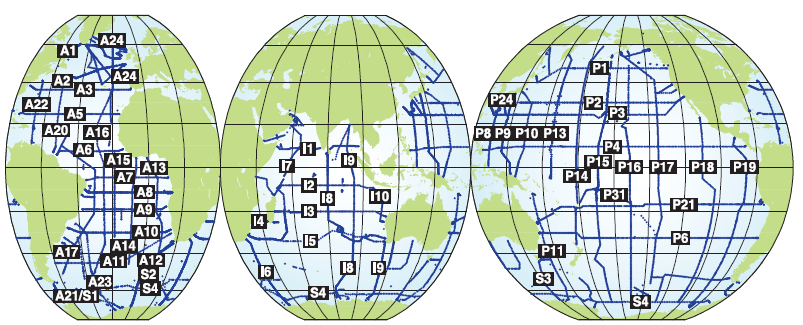 A24
A1
A24
A2
A3
A22
A5
A20
A16
A6
A15
A13
A7
A8
A9
A10
A17
A14
A11
A12
S2
A23
S4
A21/S1
I1
I9
I7
I2
I8
I10
I3
I4
I5
I6
I8
I9
S4
P1
P24
P2
P3
P8 P9 P10 P13
P4
P15
P16
P17
P18
P19
P14
P31
P21
P6
P11
S3
S4